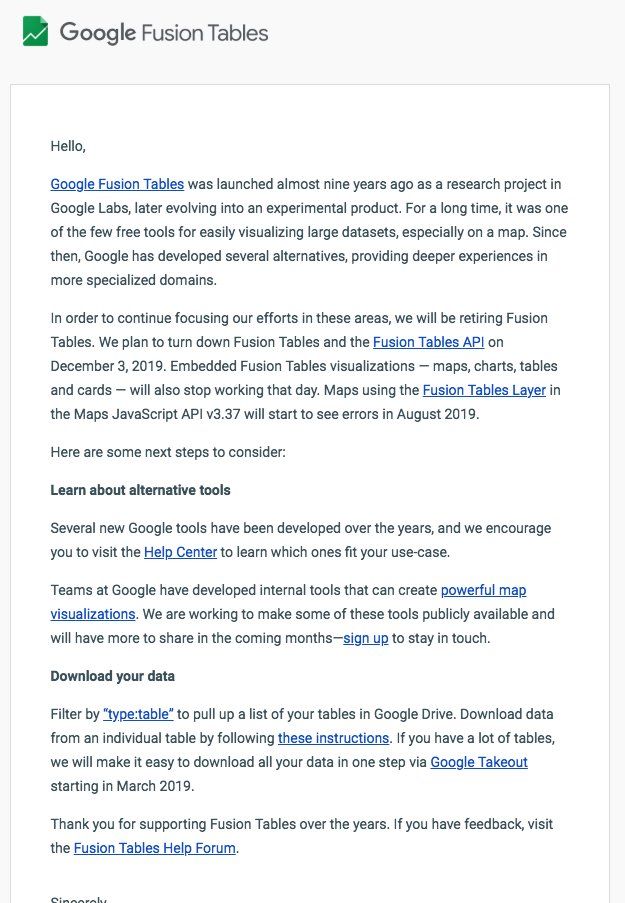 Google Fusion Tables
Hello,
Google Fusion Tables was launched almost nine years ago as a research project in
Google Labs, later evolving into an experimental product. For a long time, it was one
of the few free tools for easily visualizing large datasets, especially on a map. Since
then, Google has developed several alternatives, providing deeper experiences in
more specialized domains.
In order to continue focusing our efforts in these areas, we will be retiring Fusion
Tables. We plan to turn down Fusion Tables and the Fusion Tables API on
December 3, 2019. Embedded Fusion Tables visualizations — maps, charts, tables
and cards — will also stop working that day. Maps using the Fusion Tables Layer in
the Maps JavaScript API v3.37 will start to see errors in August 2019.
Here are some next steps to consider:
Learn about alternative tools
Several new Google tools have been developed over the years, and we encourage
you to visit the Help Center to learn which ones fit your use-case.
Teams at Google have developed internal tools that can create powerful map
visualizations. We are working to make some of these tools publicly available and
will have more to share in the coming months—sign up to stay in touch.
Download your data
Filter by “type:table” to pull up a list of your tables in Google Drive. Download data
from an individual table by following these instructions. If you have a lot of tables,
we will make it easy to download all your data in one step via Google Takeout
starting in March 2019.
Thank you for supporting Fusion Tables over the years. If you have feedback, visit
the Fusion Tables Help Forum.
Sincerely,